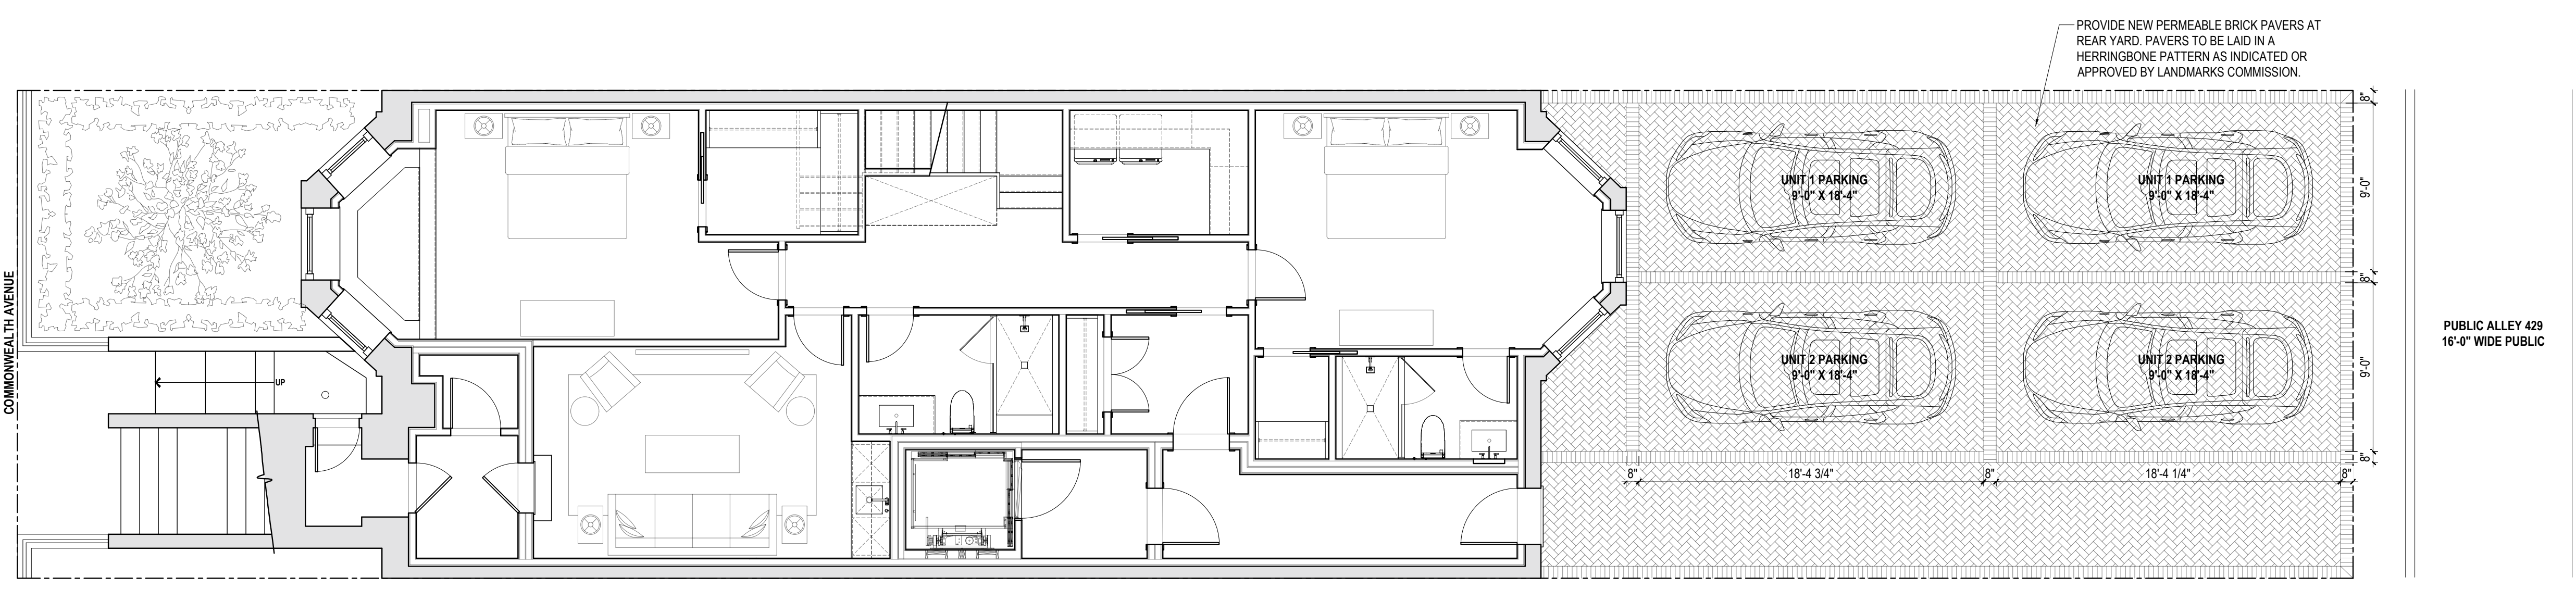 PROVIDE NEW PERMEABLE BRICK PAVERS AT
REAR YARD. PAVERS TO BE LAID IN A
HERRINGBONE PATTERN AS INDICATED OR
APPROVED BY LANDMARKS COMMISSION.
COMMONWEALTH AVENUE
UP
UNIT 1 PARKING
9'-0" X 18'-4"
UNIT 1 PARKING
9'-0" X 18'-4"
UNIT 2 PARKING
9'-0" X 18'-4"
UNIT 2 PARKING
9'-0" X 18'-4"
8"
9'-0"
8"
9'-0"
8"
8"
18'-4 3/4"
8"
18'-4 1/4"
8"
PUBLIC ALLEY 429
16'-0" WIDE PUBLIC